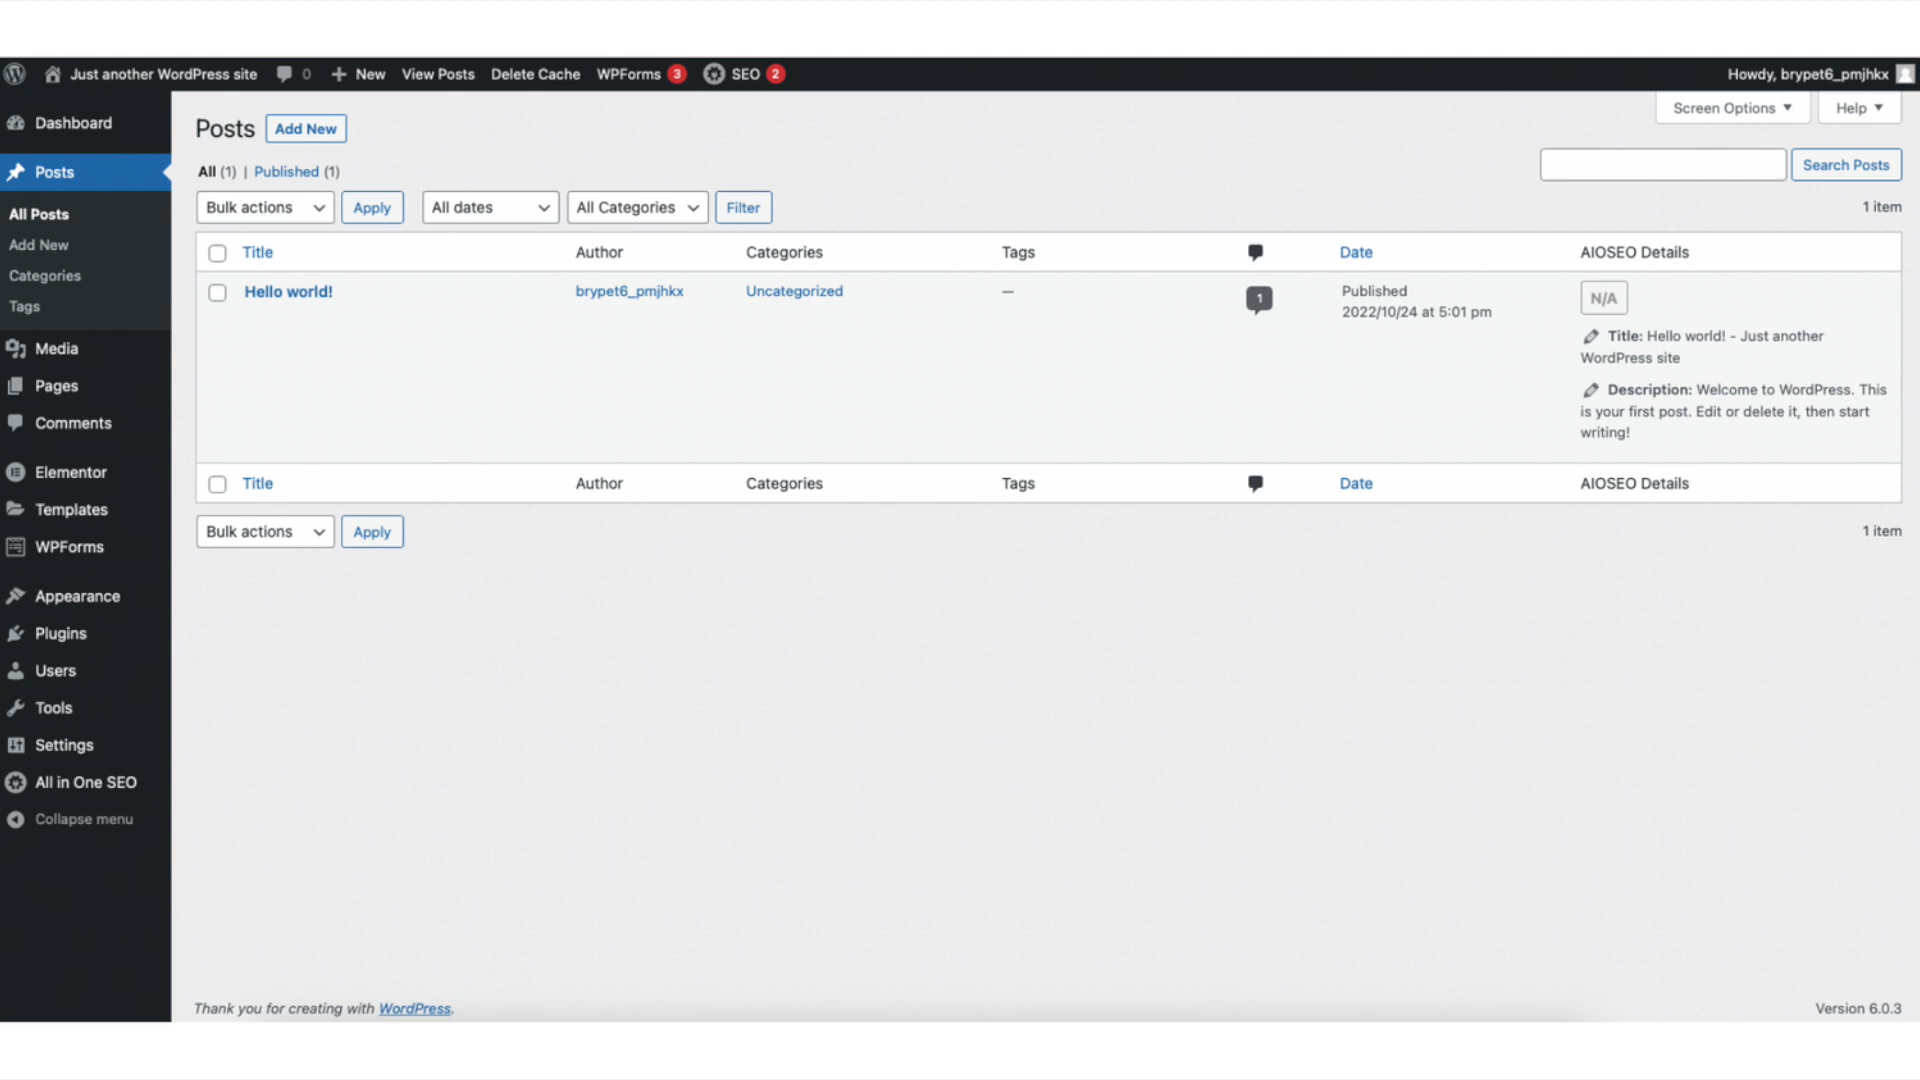 Just another WordPress site 0 New View Posts Delete Cache WPForms 3 SEO 2 Howdy, brypet6_pmjhkx
Screen Options Help
Dashboard
Posts
All Posts
Add New
Categories
Tags
Media
Pages
Comments
Elementor
Templates
WPForms
Appearance
Plugins
Users
Tools
Settings
All in One SEO
Collapse menu
Posts Add New
All (1) | Published (1)
Search Posts
Bulk actions Apply All dates All Categories Filter 1 item
Title Author Categories Tags Date AIOSEO Details
Hello world! brypet6_pmjhkx Uncategorized — 1 Published N/A
2022/10/24 at 5:01 pm
Title: Hello world! - Just another
WordPress site
Description: Welcome to WordPress. This
is your first post. Edit or delete it, then start
writing!
Title Author Categories Tags Date AIOSEO Details
Bulk actions Apply 1 item
Thank you for creating with WordPress. Version 6.0.3